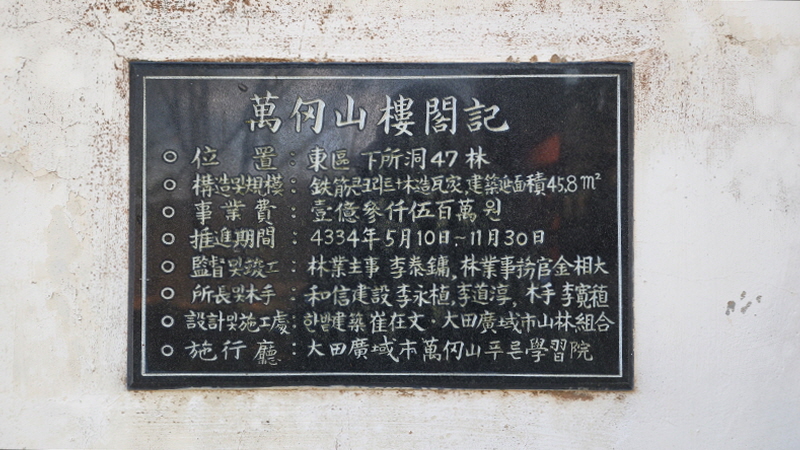 萬仞山樓閣記
○ 位置 : 東區 下所洞 47 林
○ 構造및規模 : 鉄筋콘크리트+木造瓦家, 建築延面積45.8㎡
○ 事業費 : 壹億參仟伍百萬 원
○ 推進期間 : 4334年 5月10日~11月30日
○ 監督및竣工 : 林業主事 李泰鏞, 林業事務官金相大
○ 所長및木手 : 和信建設 李永植, 李道淳, 木手 李寬稙
○ 設計및施工處 : 한밭建築 崔在文 · 大田廣域市山林組合
○ 施行廳 : 大田廣域市萬仞山푸른學習院